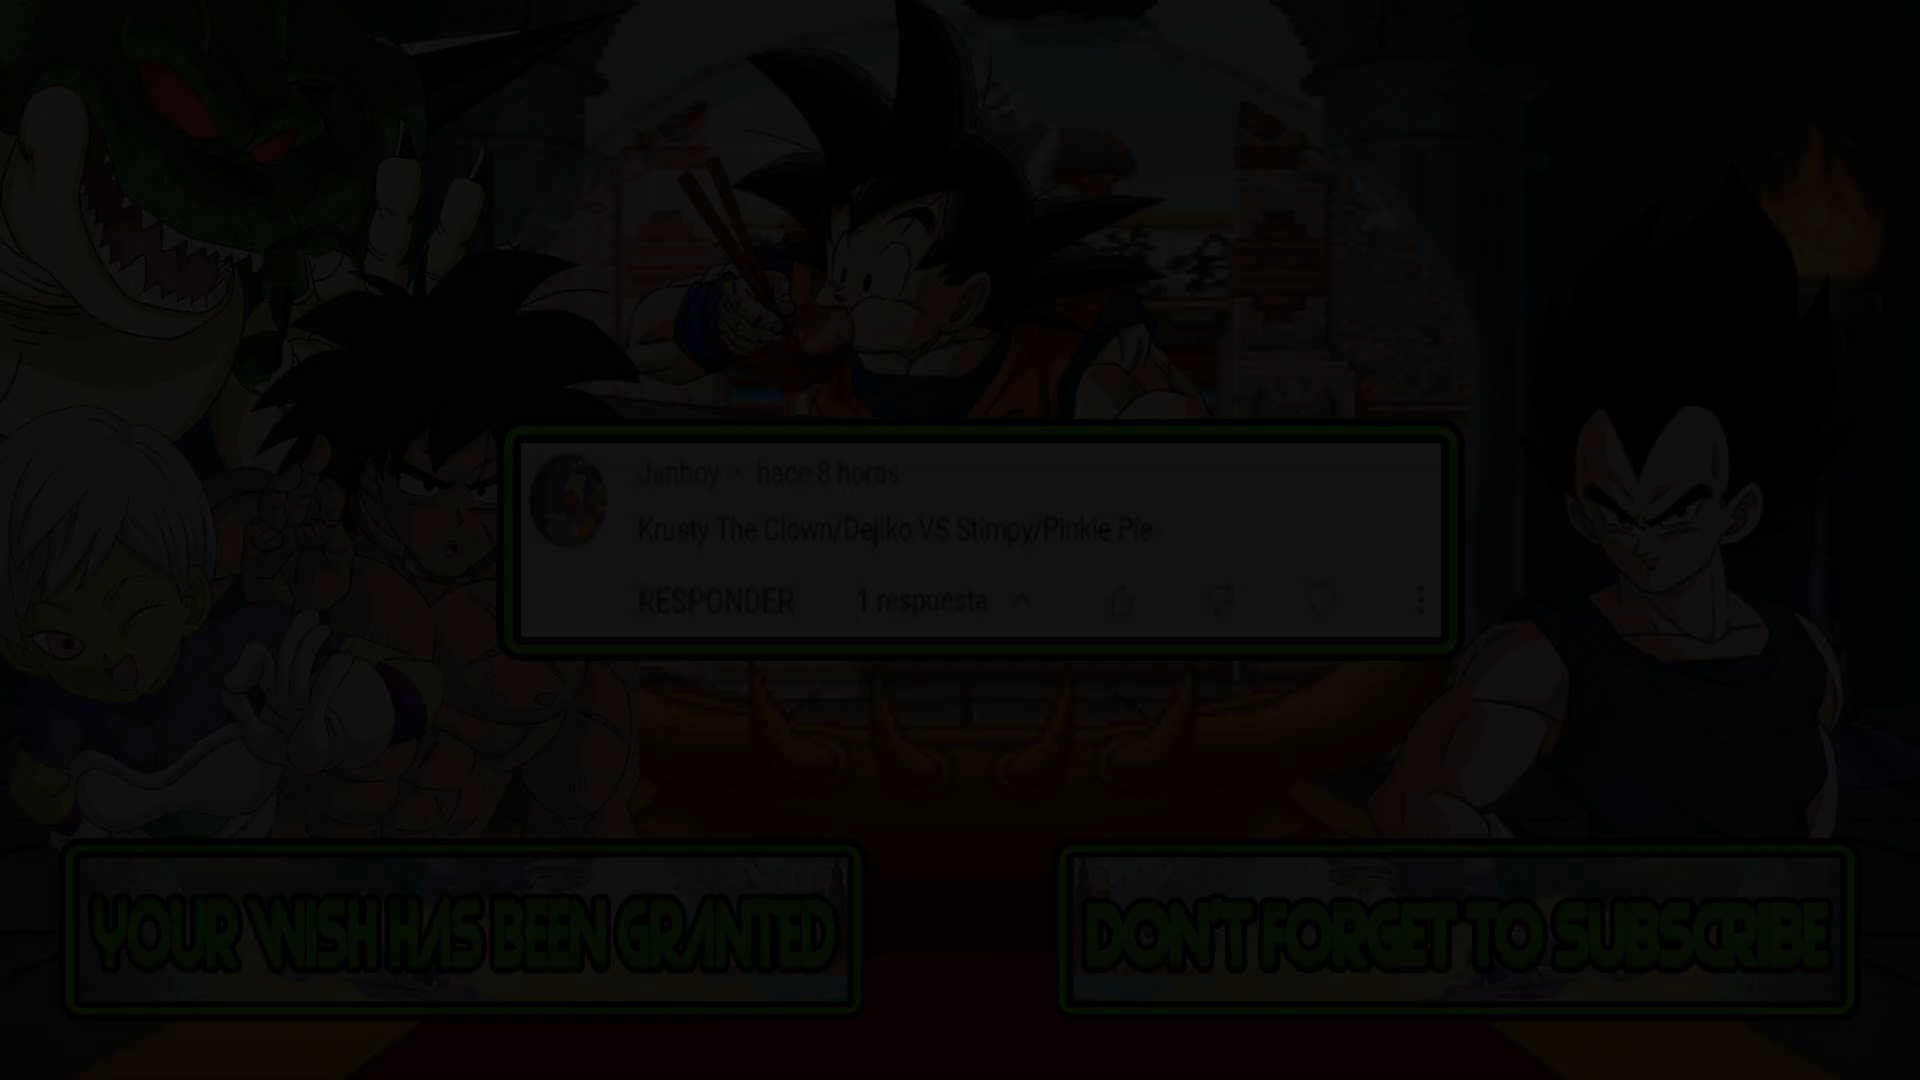 Janboy • hace 8 horas
Krusty The Clown/Dejiko VS Stimpy/Pinkie Pie
RESPONDER 1 respuesta
YOUR WISH HAS BEEN GRANTED
DON'T FORGET TO SUBSCRIBE